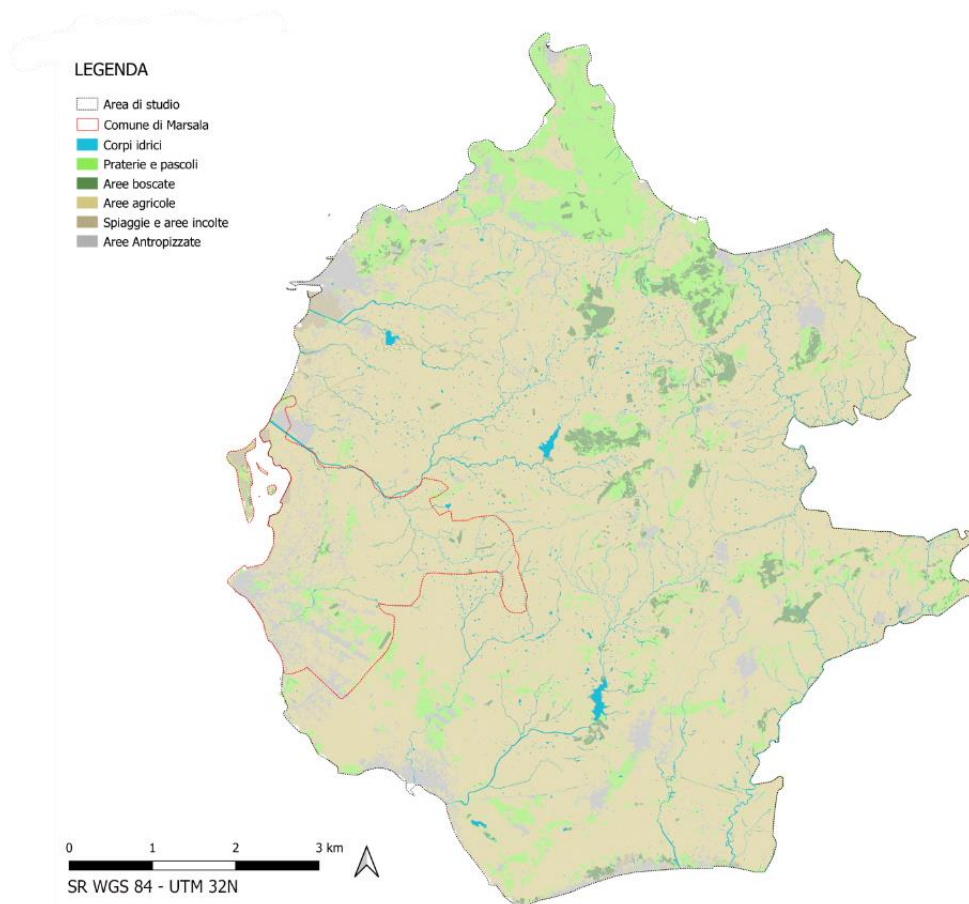 LEGENDA
Area di studio
Comune di Marsala
Corpi idrici
Praterie e pascoli
Aree boscate
Aree agricole
Spiaggie e aree incolte
Aree Antropizzate
0 1 2 3 km
SR WGS 84 - UTM 32N